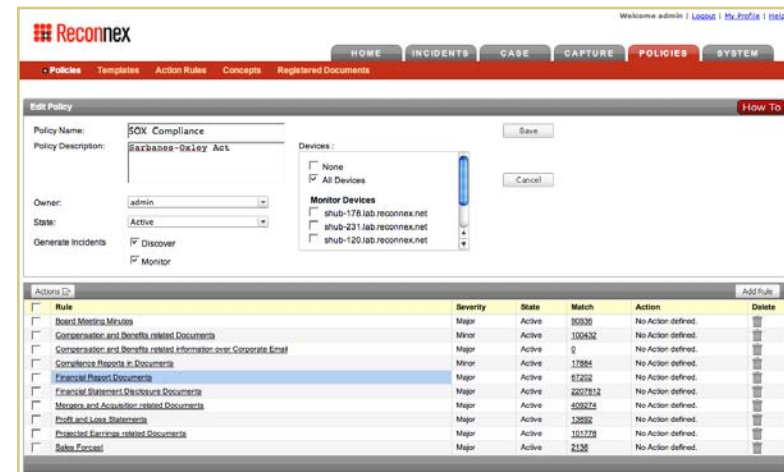 Welcome admin | Logout | My Profile | Help
Reconnex
HOME INCIDENTS CASE CAPTURE POLICIES SYSTEM
Policies Templates Action Rules Concepts Registered Documents
Edit Policy How To
Policy Name: SOX Compliance Save
Policy Description: Sarbanes-Oxley Act Devices :
None
All Devices Cancel
Monitor Devices
Owner: admin
shub-178.lab.reconnex.net
State: Active
shub-231.lab.reconnex.net
Generate Incidents Discover
shub-120.lab.reconnex.net
Monitor
Actions Add Rule
Rule Severity State Match Action Delete
Board Meeting Minutes Major Active 80936 No Action defined.
Compensation and Benefits related Documents Minor Active 100432 No Action defined.
Compensation and Benefits related information over Corporate Email Major Active 0 No Action defined.
Compliance Reports in Documents Minor Active 17884 No Action defined.
Financial Report Documents Major Active 67202 No Action defined.
Financial Statement Disclosure Documents Major Active 2207612 No Action defined.
Mergers and Acquisition related Documents Major Active 409274 No Action defined.
Profit and Loss Statements Major Active 13692 No Action defined.
Projected Earnings related Documents Major Active 101778 No Action defined.
Sales Forcast Major Active 2136 No Action defined.